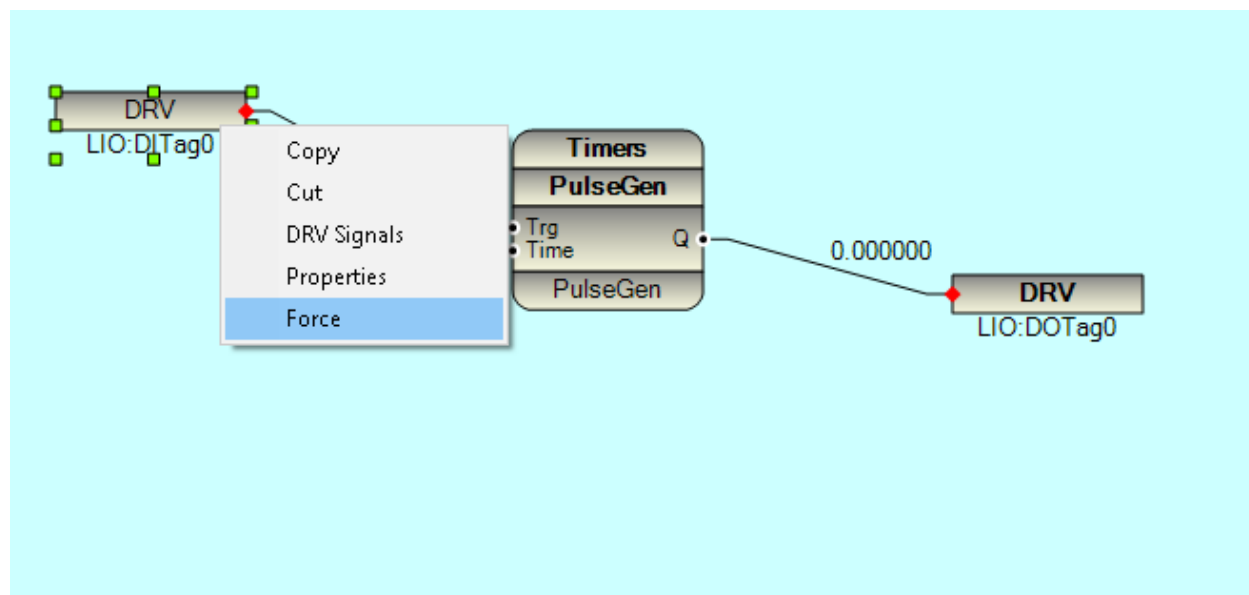 DRV
LIO:DITag0
Copy
Cut
DRV Signals
Properties
Force
Timers
PulseGen
Trg
Time
Q
PulseGen
0.000000
DRV
LIO:DOTag0